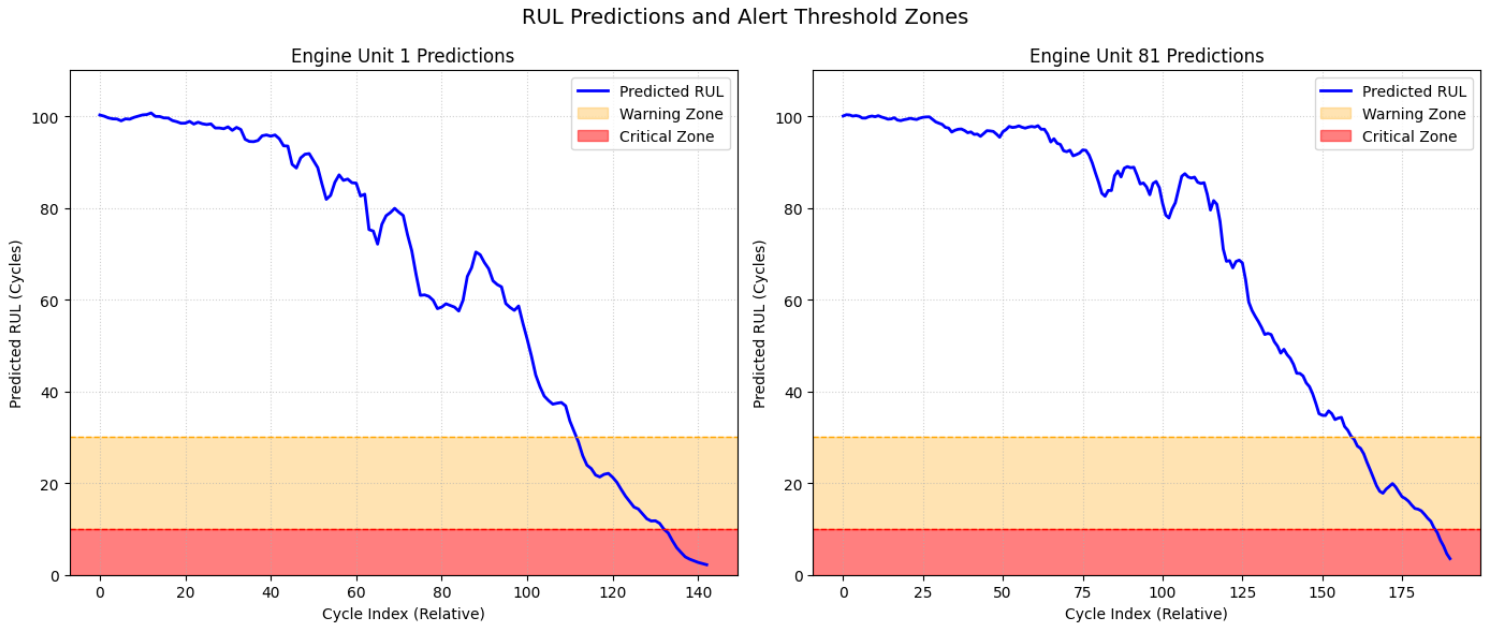 RUL Predictions and Alert Threshold Zones
Engine Unit 1 Predictions
Predicted RUL
Warning Zone
Critical Zone
Predicted RUL (Cycles)
100
80
60
40
20
0
0 20 40 60 80 100 120 140
Cycle Index (Relative)
Engine Unit 81 Predictions
Predicted RUL
Warning Zone
Critical Zone
Predicted RUL (Cycles)
100
80
60
40
20
0
0 25 50 75 100 125 150 175
Cycle Index (Relative)